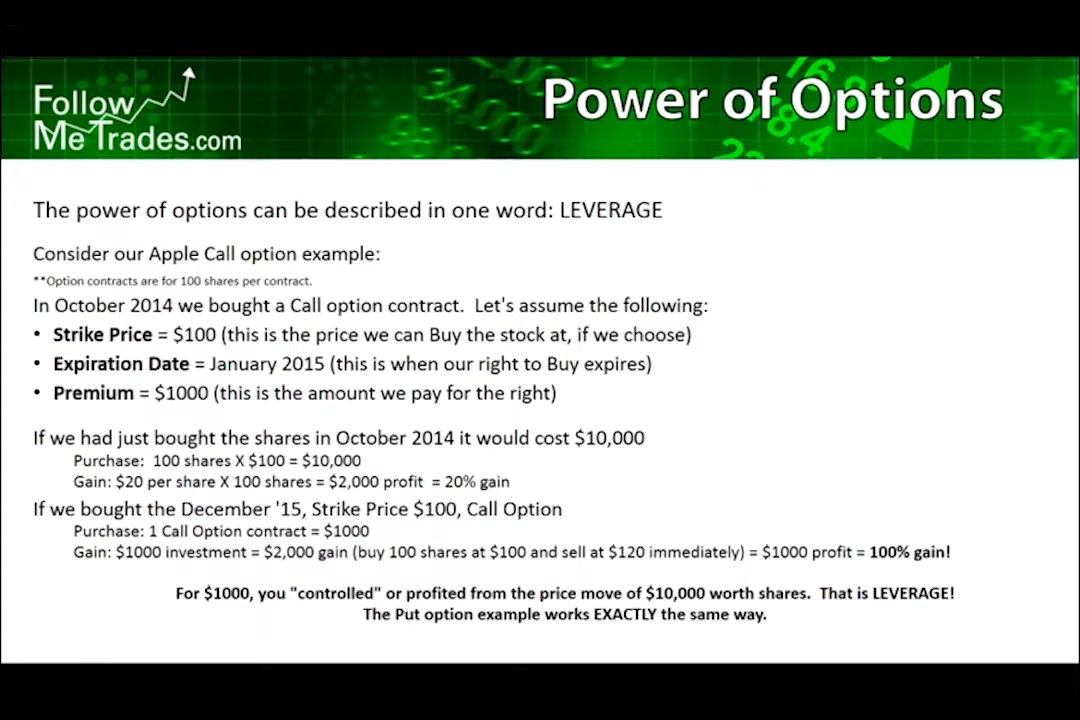 Follow
Me Trades.com
Power of Options
The power of options can be described in one word: LEVERAGE
Consider our Apple Call option example:
**Option contracts are for 100 shares per contract.
In October 2014 we bought a Call option contract.  Let's assume the following:
• Strike Price = $100 (this is the price we can Buy the stock at, if we choose)
• Expiration Date = January 2015 (this is when our right to Buy expires)
• Premium = $1000 (this is the amount we pay for the right)
If we had just bought the shares in October 2014 it would cost $10,000
Purchase:  100 shares X $100 = $10,000
Gain: $20 per share X 100 shares = $2,000 profit  = 20% gain
If we bought the December '15, Strike Price $100, Call Option
Purchase: 1 Call Option contract = $1000
Gain: $1000 investment = $2,000 gain (buy 100 shares at $100 and sell at $120 immediately) = $1000 profit = 100% gain!
For $1000, you "controlled" or profited from the price move of $10,000 worth shares.  That is LEVERAGE!
The Put option example works EXACTLY the same way.